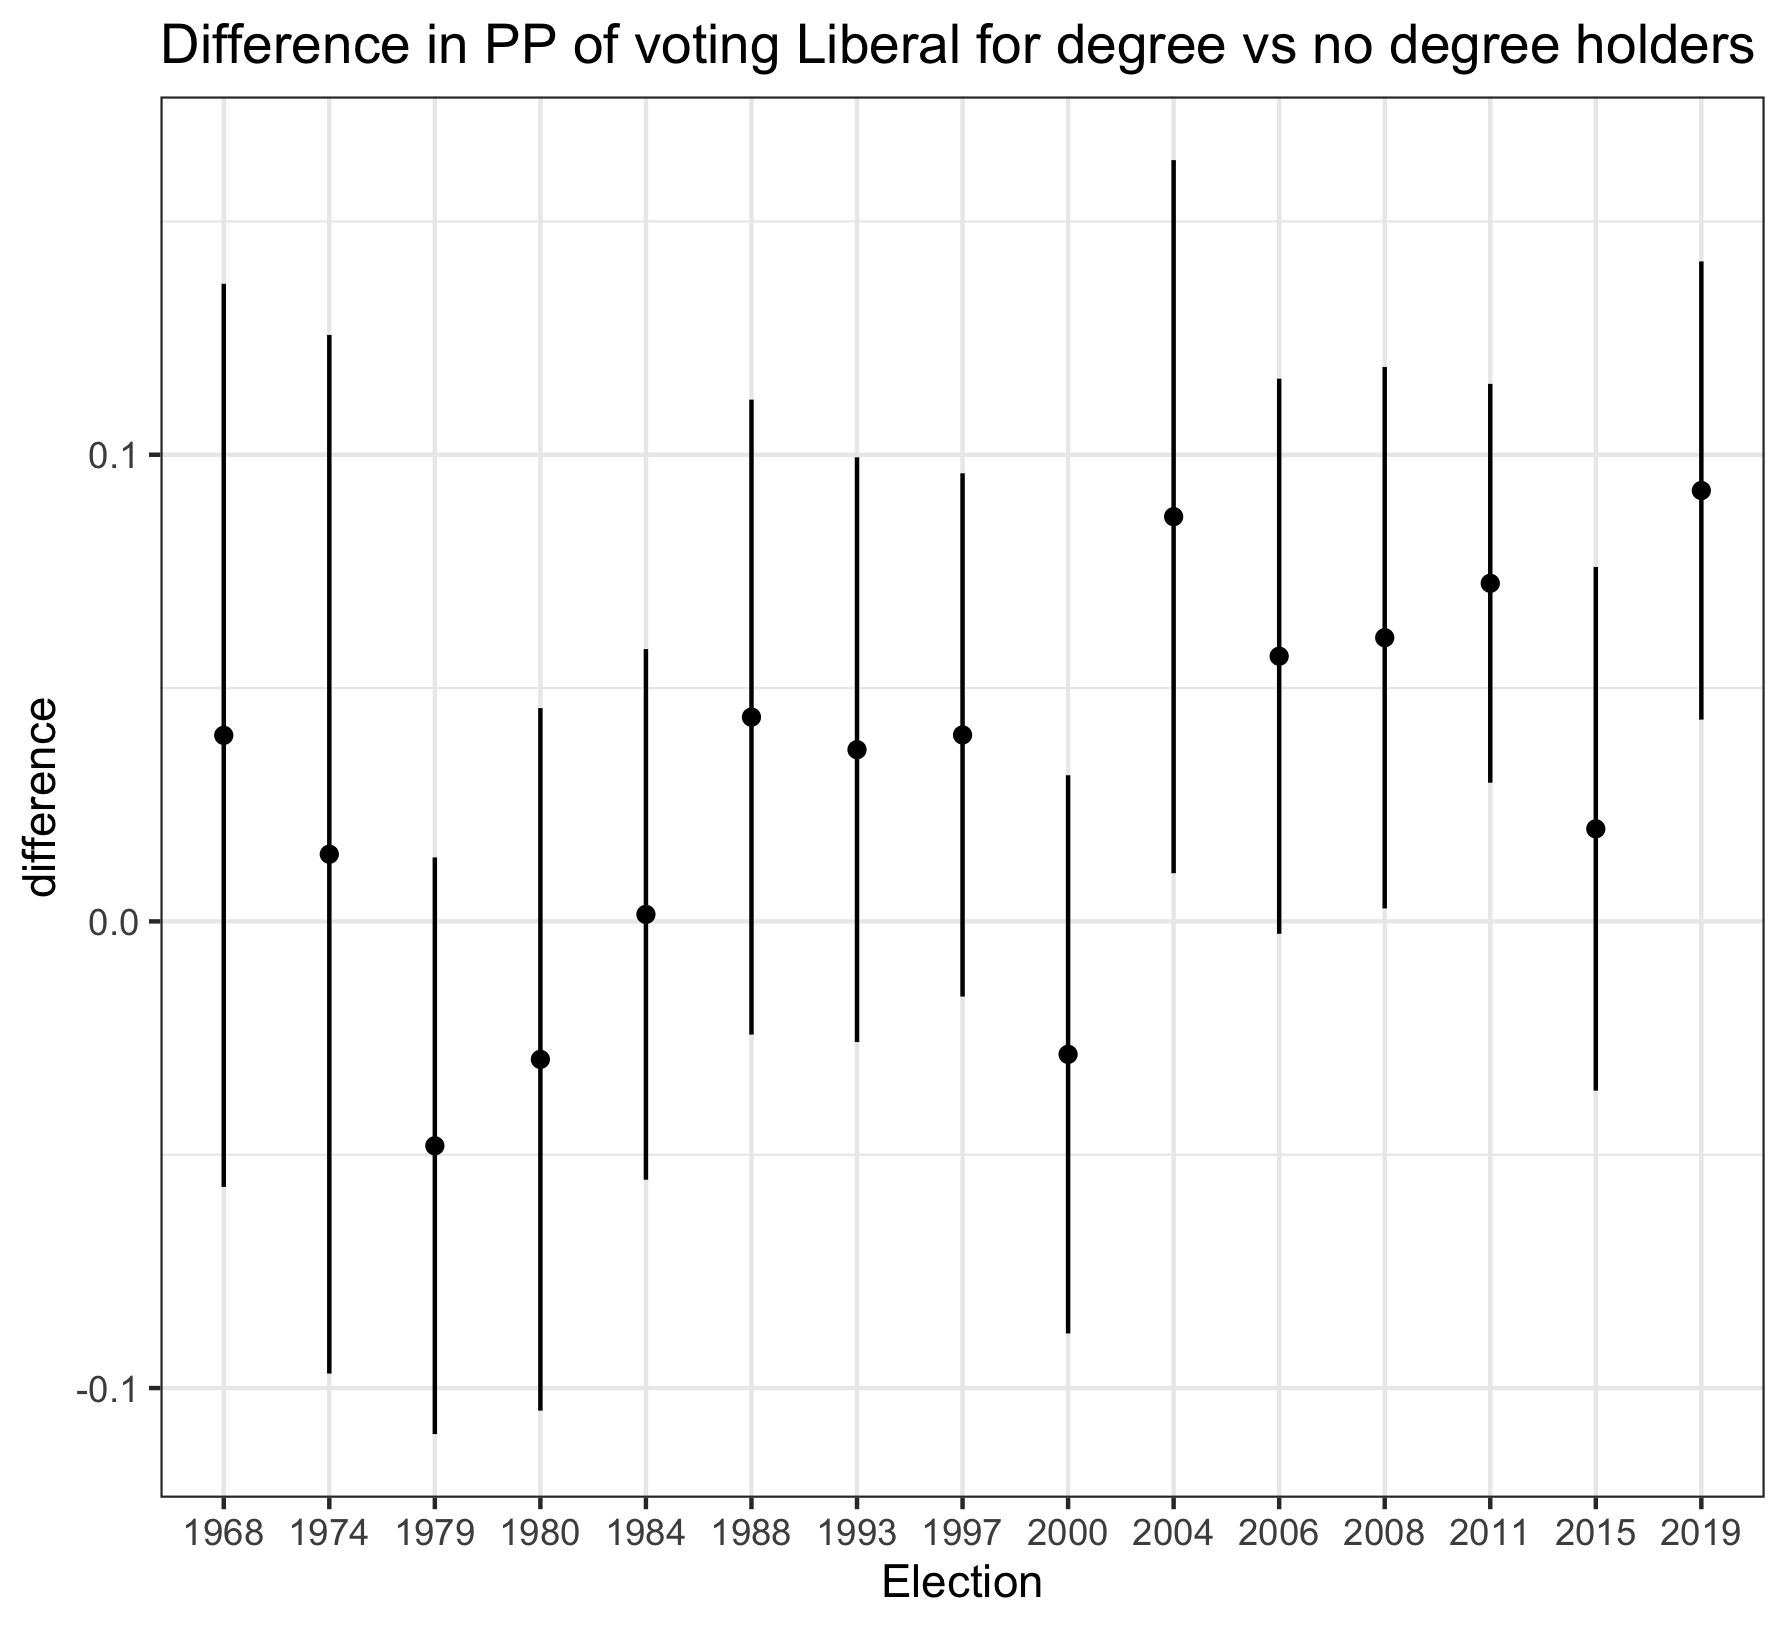 Difference in PP of voting Liberal for degree vs no degree holders
difference
0.1
0.0
-0.1
1968 1974 1979 1980 1984 1988 1993 1997 2000 2004 2006 2008 2011 2015 2019
Election